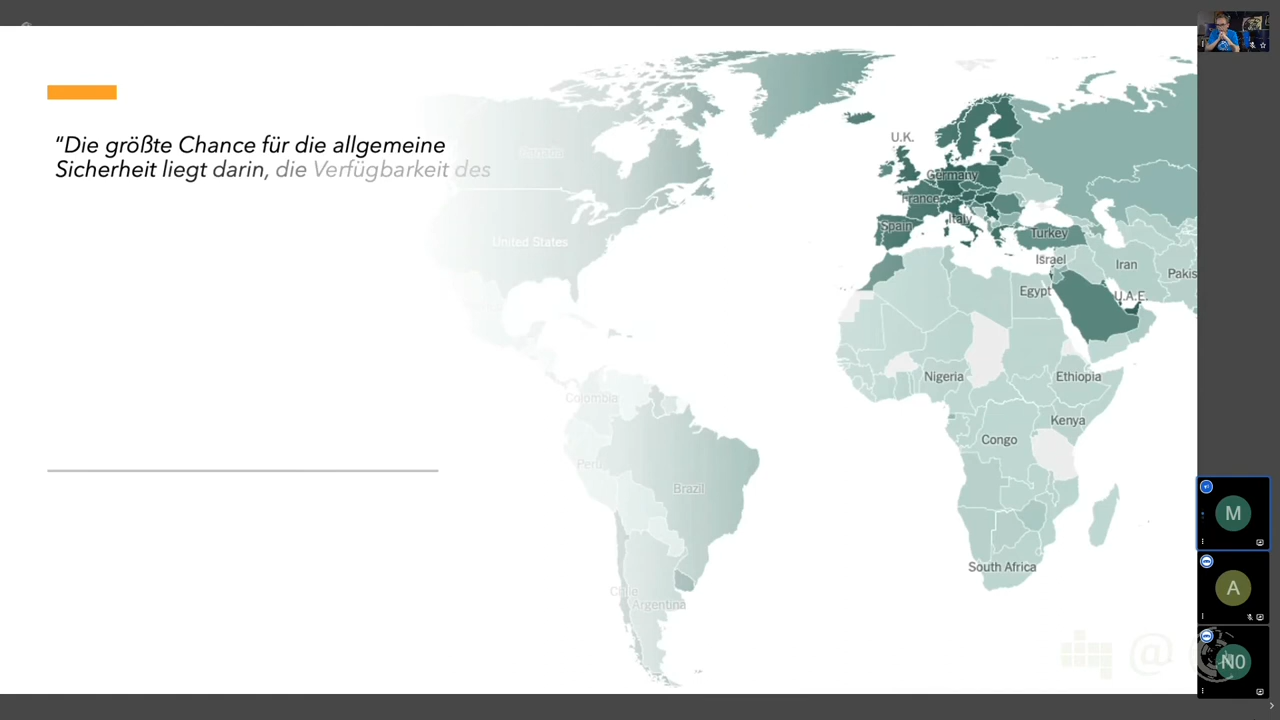 “Die größte Chance für die allgemeine
Sicherheit liegt darin, die Verfügbarkeit des
U.K.
Germany
France
Italy
Spain
Turkey
Israel
Iran
Pakis
Egypt
U.A.E.
United States
Nigeria
Ethiopia
Kenya
Congo
Colombia
Peru
Brazil
South Africa
Chile
Argentina
M
A
N0